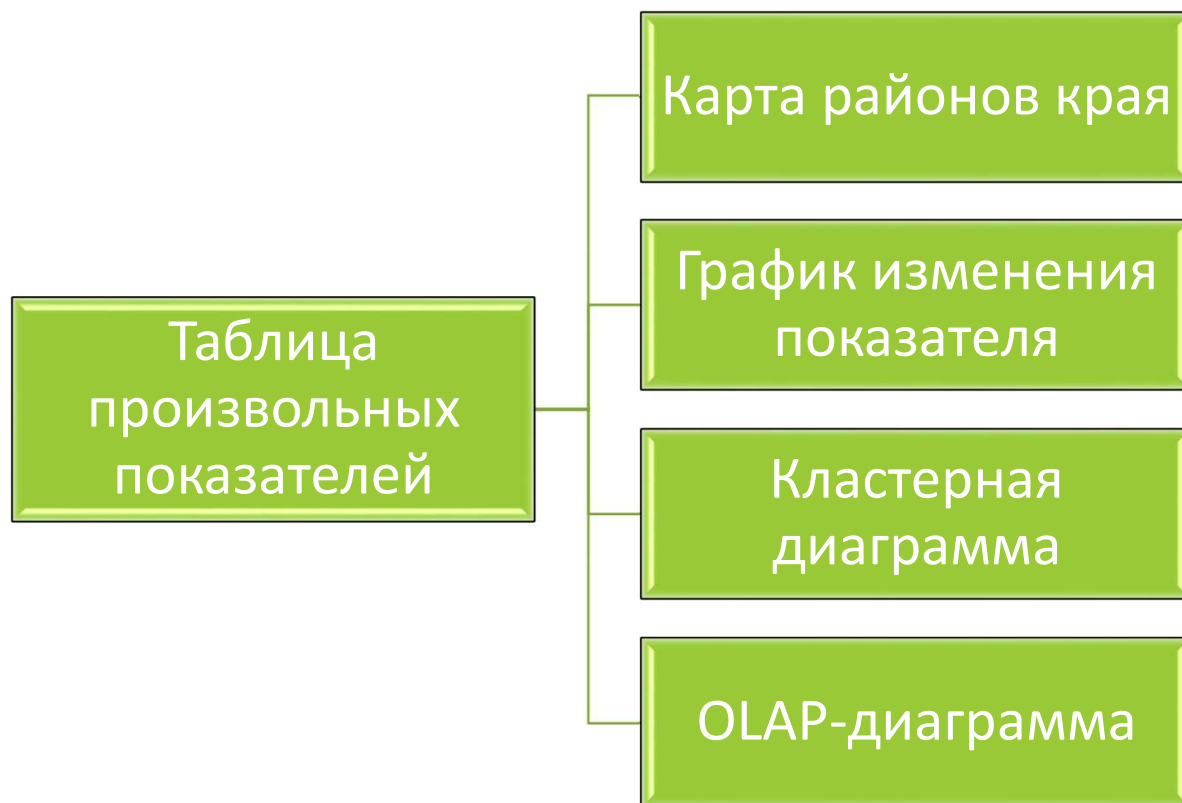 Таблица
произвольных
показателей
Карта районов края
График изменения
показателя
Кластерная
диаграмма
OLAP-диаграмма